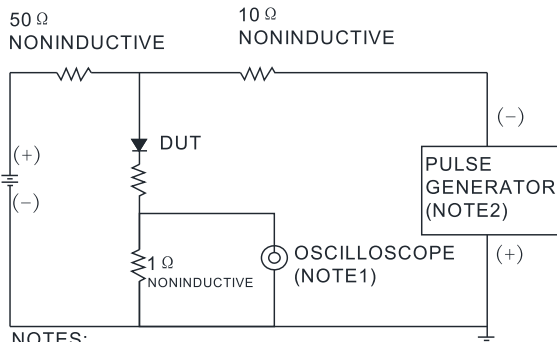 50 Ω
NONINDUCTIVE
10 Ω
NONINDUCTIVE
(−)
(+)
DUT
(−)
PULSE
GENERATOR
(NOTE2)
(+)
1 Ω
NONINDUCTIVE
OSCILLOSCOPE
(NOTE1)
NOTES: